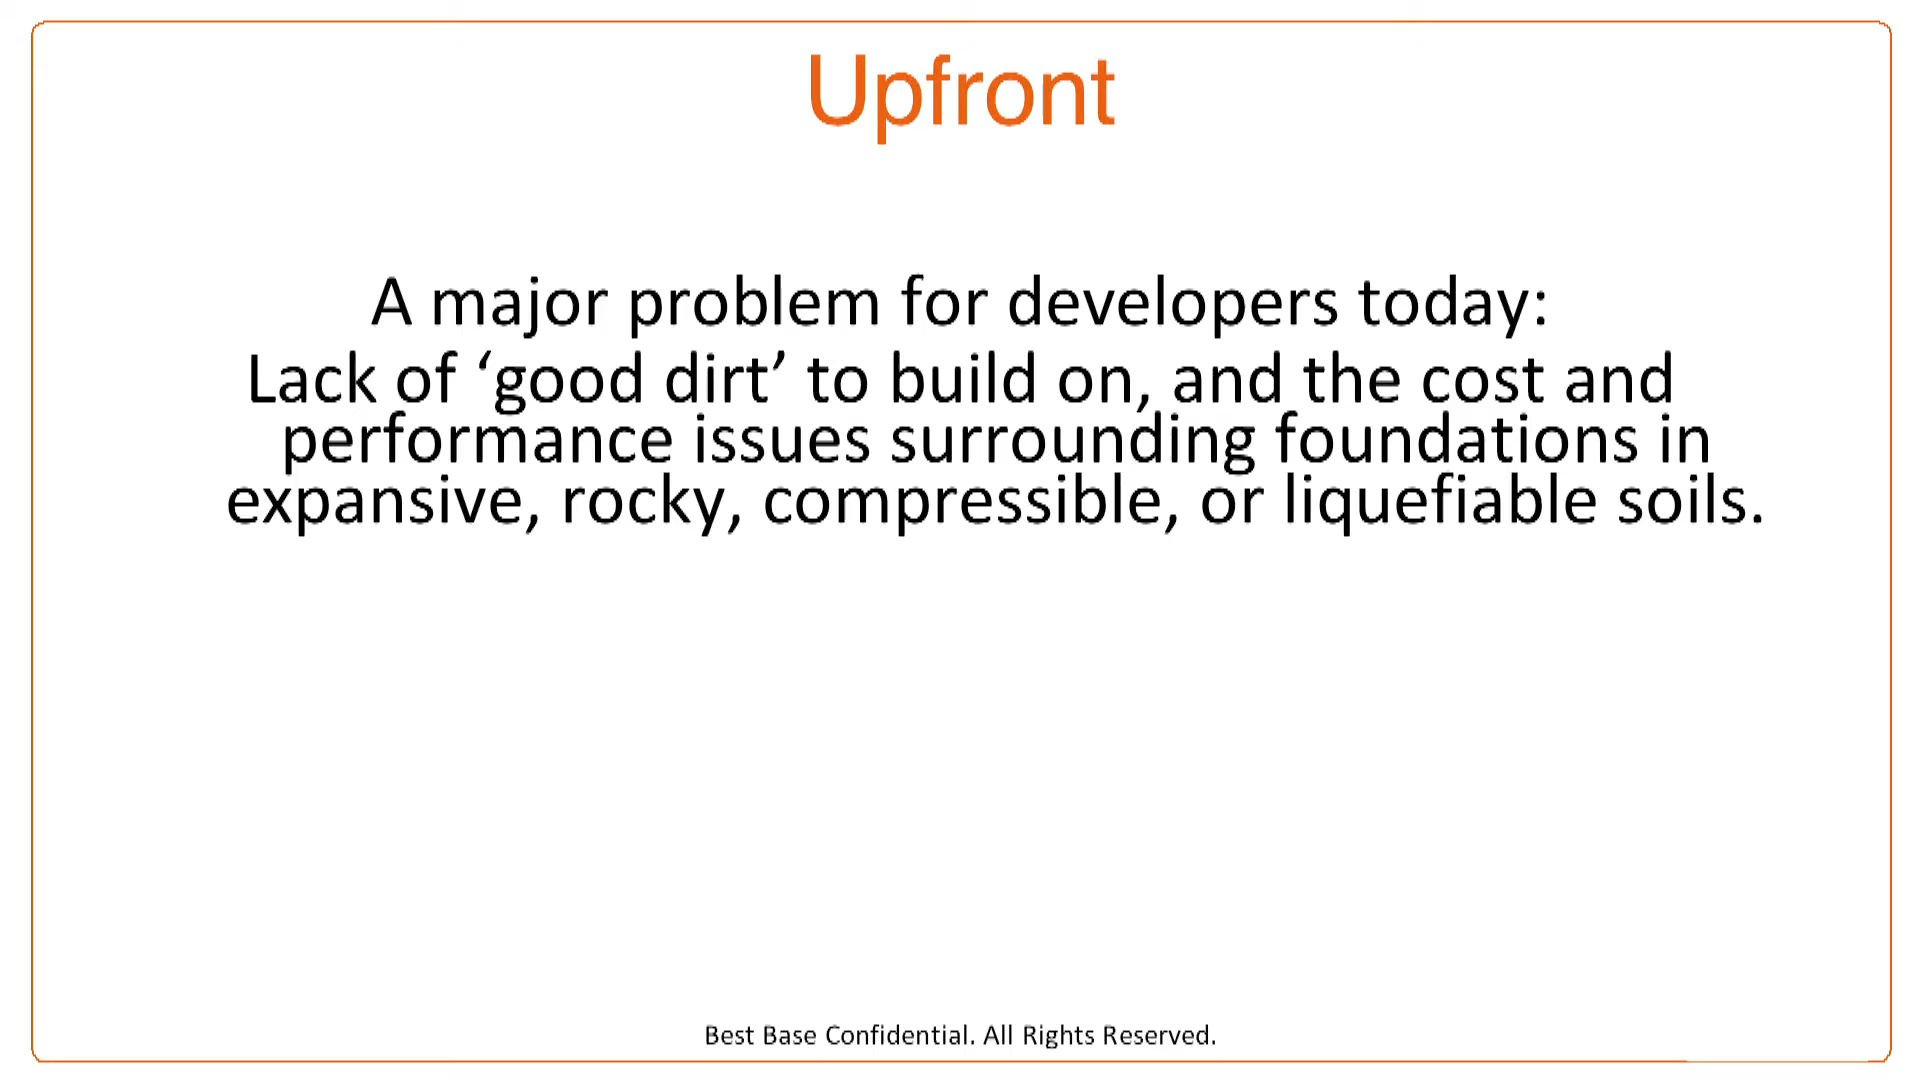 Upfront
A major problem for developers today:
Lack of ‘good dirt’ to build on, and the cost and
performance issues surrounding foundations in
expansive, rocky, compressible, or liquefiable soils.
Best Base Confidential. All Rights Reserved.